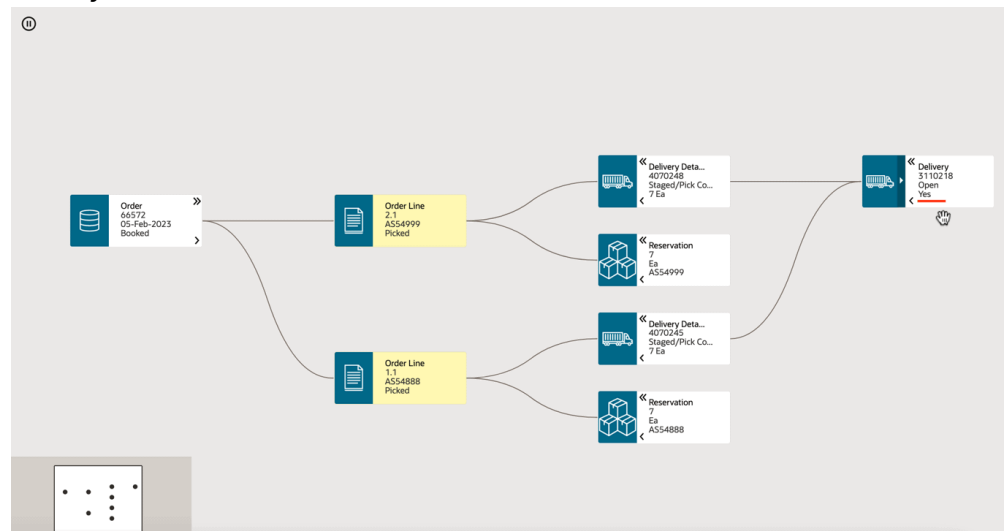 Order
66572
05-Feb-2023
Booked
Order Line
2.1
AS54999
Picked
Order Line
1.1
AS54888
Picked
Delivery Deta...
4070248
Staged/Pick Co...
7 Ea
Reservation
7
Ea
AS54999
Delivery Deta...
4070245
Staged/Pick Co...
7 Ea
Reservation
7
Ea
AS54888
Delivery
3110218
Open
Yes